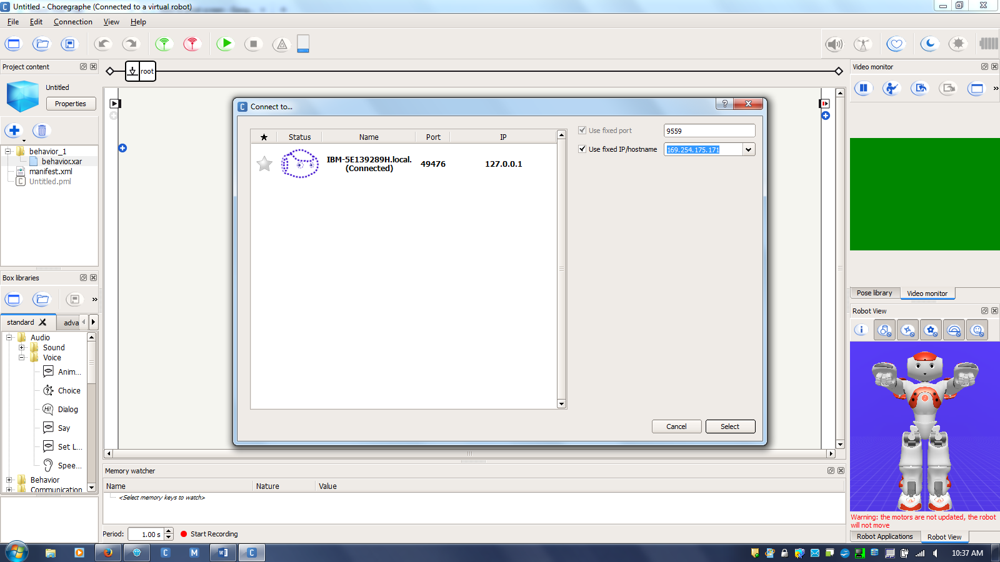 Untitled - Choregraphe (Connected to a virtual robot)
File Edit Connection View Help
Project content
Untitled
Properties
behavior_1
behavior.xar
manifest.xml
Untitled.pml
Box libraries
standard
adva
Audio
Sound
Voice
Anim...
Choice
Dialog
Say
Set L...
Spee...
Behavior
Communication
root
Connect to...
Status Name Port IP
IBM-5E139289H.local. (Connected) 49476 127.0.0.1
Use fixed port 9559
Use fixed IP/hostname 169.254.175.171
Cancel Select
Memory watcher
Name Nature Value
<Select memory keys to watch>
Period: 1.00 s Start Recording
Video monitor
Pose library Video monitor
Robot View
Warning: the motors are not updated, the robot
will not move
Robot Applications Robot View
10:37 AM